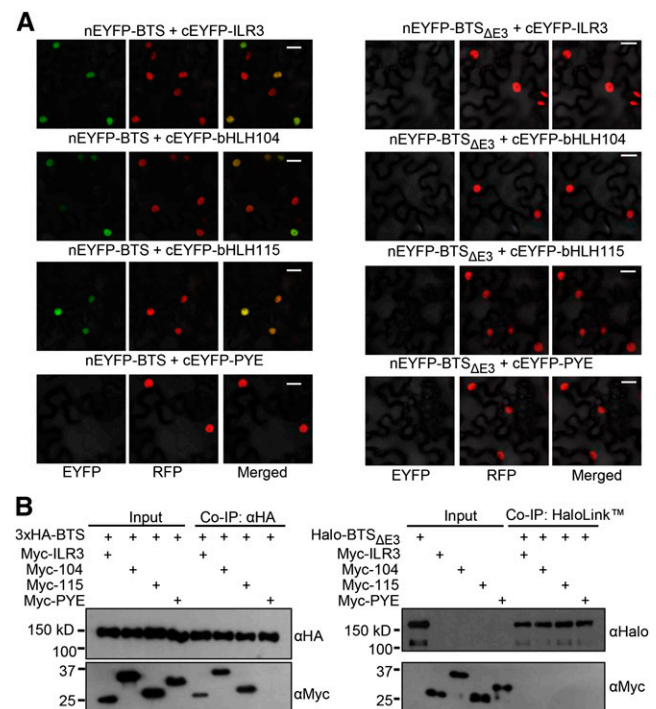 A
nEYFP-BTS + cEYFP-ILR3
nEYFP-BTS + cEYFP-bHLH104
nEYFP-BTS + cEYFP-bHLH115
nEYFP-BTS + cEYFP-PYE
EYFP RFP Merged
nEYFP-BTSΔE3 + cEYFP-ILR3
nEYFP-BTSΔE3 + cEYFP-bHLH104
nEYFP-BTSΔE3 + cEYFP-bHLH115
nEYFP-BTSΔE3 + cEYFP-PYE
EYFP RFP Merged
B
Input Co-IP: αHA
3xHA-BTS + + + + + + + +
Myc-ILR3 + +
Myc-104 + +
Myc-115 + +
Myc-PYE + +
150 kD
100
αHA
37
25
αMyc
Input Co-IP: HaloLink™
Halo-BTSΔE3 + + + + +
Myc-ILR3 + +
Myc-104 + +
Myc-115 + +
Myc-PYE + +
150 kD
100
αHalo
37
25
αMyc